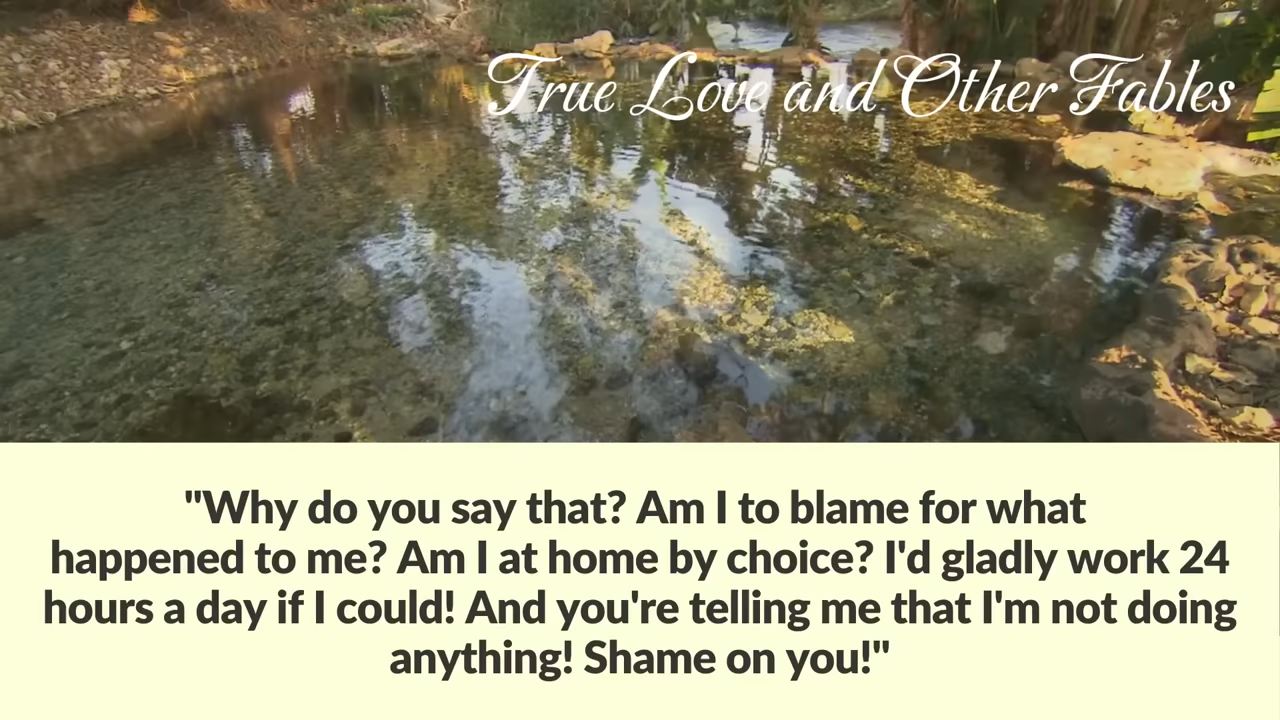 True Love and Other Fables
"Why do you say that? Am I to blame for what
happened to me? Am I at home by choice? I'd gladly work 24
hours a day if I could! And you're telling me that I'm not doing
anything! Shame on you!"